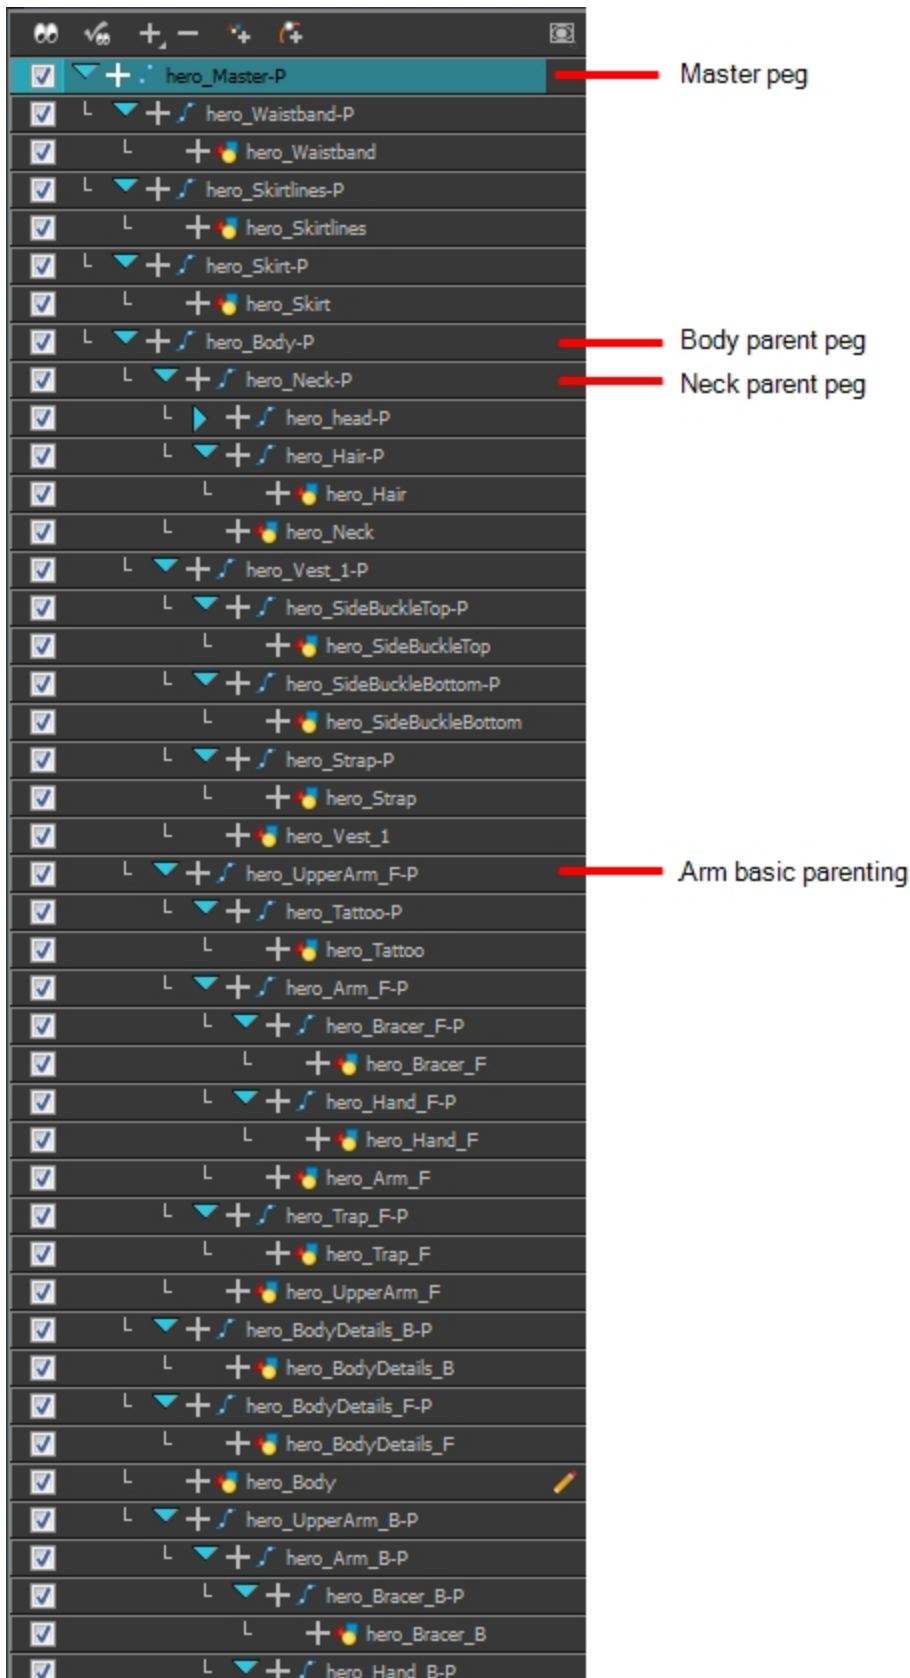 hero_Master-P Master peg
hero_Waistband-P
hero_Waistband
hero_Skirtlines-P
hero_Skirtlines
hero_Skirt-P
hero_Skirt
hero_Body-P Body parent peg
hero_Neck-P Neck parent peg
hero_head-P
hero_Hair-P
hero_Hair
hero_Neck
hero_Vest_1-P
hero_SideBuckleTop-P
hero_SideBuckleTop
hero_SideBuckleBottom-P
hero_SideBuckleBottom
hero_Strap-P
hero_Strap
hero_Vest_1
hero_UpperArm_F-P Arm basic parenting
hero_Tattoo-P
hero_Tattoo
hero_Arm_F-P
hero_Bracer_F-P
hero_Bracer_F
hero_Hand_F-P
hero_Hand_F
hero_Arm_F
hero_Trap_F-P
hero_Trap_F
hero_UpperArm_F
hero_BodyDetails_B-P
hero_BodyDetails_B
hero_BodyDetails_F-P
hero_BodyDetails_F
hero_Body
hero_UpperArm_B-P
hero_Arm_B-P
hero_Bracer_B-P
hero_Bracer_B
hero_Hand_B-P